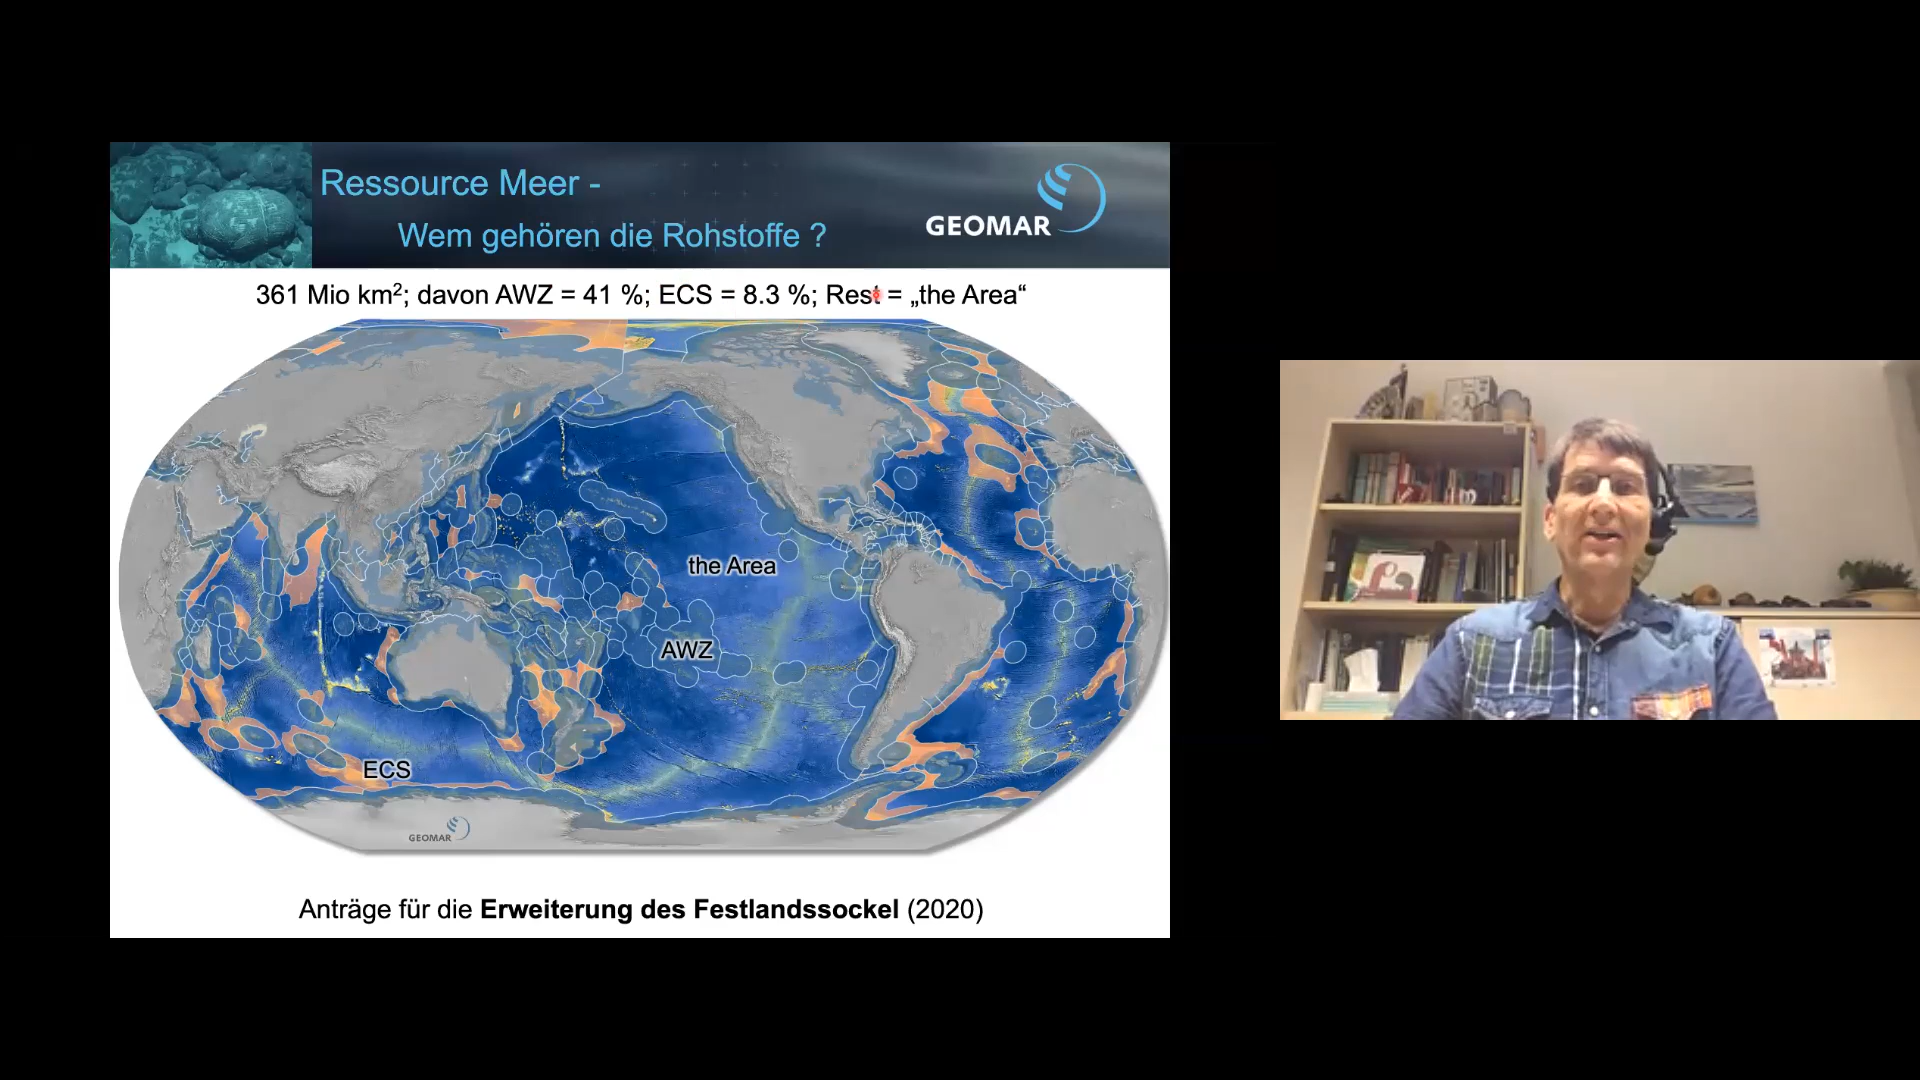 Ressource Meer -
Wem gehören die Rohstoffe ?
GEOMAR
361 Mio km²; davon AWZ = 41 %; ECS = 8.3 %; Rest = „the Area“
the Area
AWZ
ECS
GEOMAR
Anträge für die Erweiterung des Festlandssockel (2020)